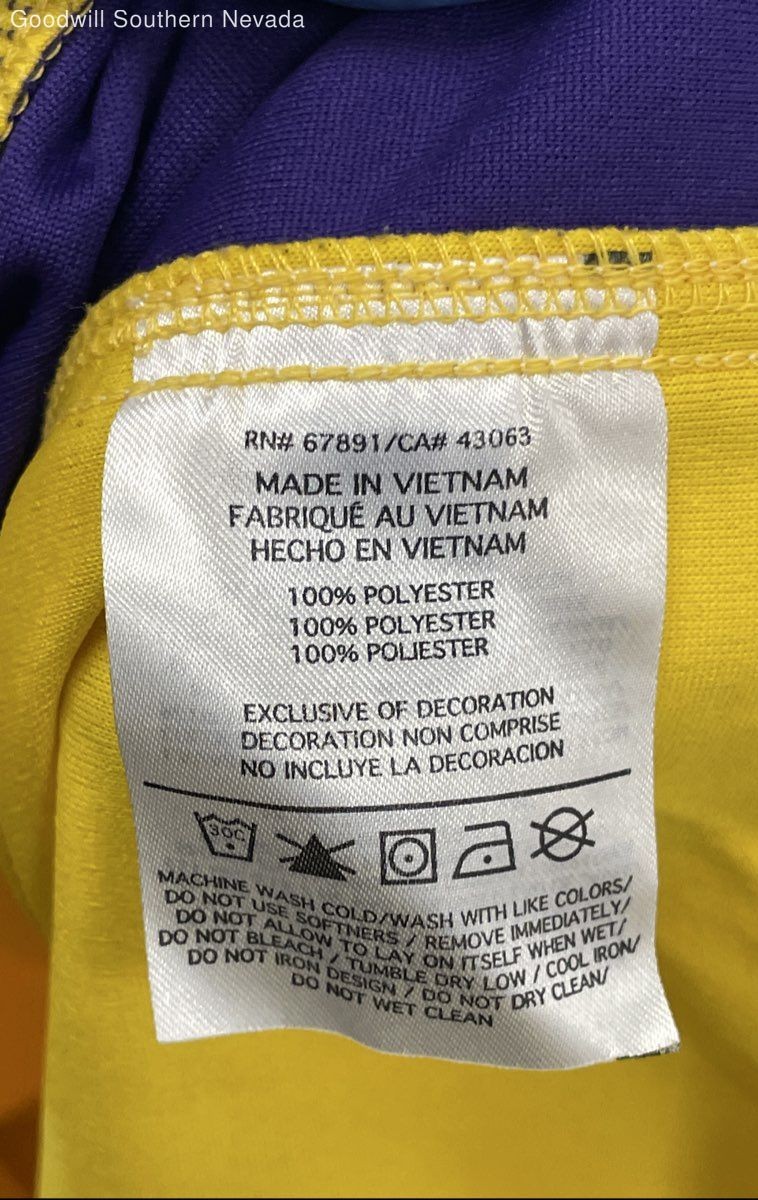 Goodwill Southern Nevada
RN# 67891/CA# 43063
MADE IN VIETNAM
FABRIQUÉ AU VIETNAM
HECHO EN VIETNAM
100% POLYESTER
100% POLYESTER
100% POLIESTER
EXCLUSIVE OF DECORATION
DECORATION NON COMPRISE
NO INCLUYE LA DECORACION
30C
MACHINE WASH COLD/WASH WITH LIKE COLORS/
DO NOT USE SOFTNERS / REMOVE IMMEDIATELY/
DO NOT ALLOW TO LAY ON ITSELF WHEN WET/
DO NOT BLEACH / TUMBLE DRY LOW / COOL IRON/
DO NOT IRON DESIGN / DO NOT DRY CLEAN/
DO NOT WET CLEAN